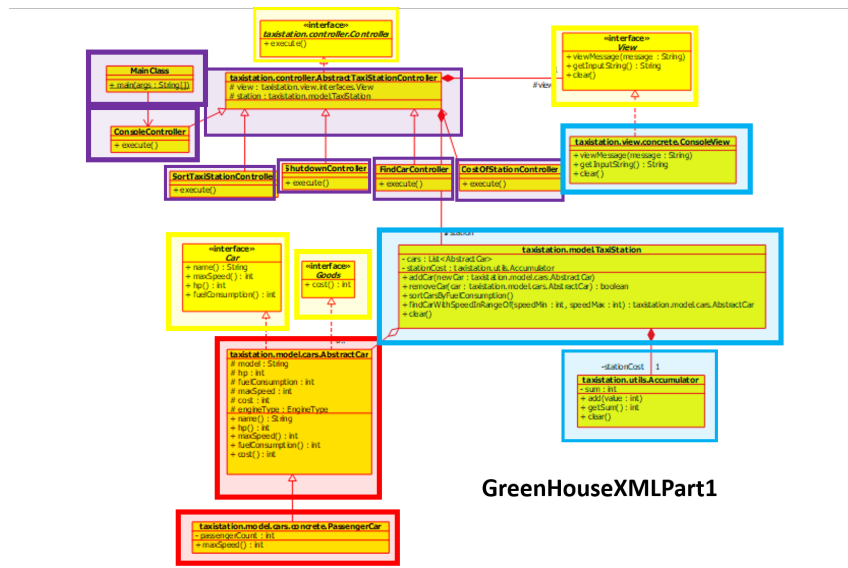 «interface»
taxistation.controller.Controller
+ execute()
«interface»
View
+ viewMessage(message : String)
+ getInputString() : String
+ clear()
MainClass
+ main(args : String[])
taxistation.controller.AbstractTaxiStationController
# view : taxistation.view.interfaces.View
# station : taxistation.model.TaxiStation
#view
ConsoleController
+ execute()
taxistation.view.concrete.ConsoleView
+ viewMessage(message : String)
+ getInputString() : String
+ clear()
SortTaxiStationController
+ execute()
ShutdownController
+ execute()
FindCarController
+ execute()
CostOfStationController
+ execute()
station
«interface»
Car
+ name() : String
+ maxSpeed() : int
+ hp() : int
+ fuelConsumption() : int
«interface»
Goods
+ cost() : int
taxistation.model.TaxiStation
- cars : List<AbstractCar>
- stationCost : taxistation.utils.Accumulator
+ addCar(newCar : taxistation.model.cars.AbstractCar)
+ removeCar(car : taxistation.model.cars.AbstractCar) : boolean
+ sortCarsByFuelConsumption()
+ findCarWithSpeedInRangeOf(speedMin : int, speedMax : int) : taxistation.model.cars.AbstractCar
+ clear()
taxistation.model.cars.AbstractCar
# model : String
# hp : int
# fuelConsumption : int
# maxSpeed : int
# cost : int
# engineType : EngineType
+ name() : String
+ hp() : int
+ maxSpeed() : int
+ fuelConsumption() : int
+ cost() : int
-stationCost 1
taxistation.utils.Accumulator
- sum : int
+ add(value : int)
+ getSum() : int
+ clear()
GreenHouseXMLPart1
taxistation.model.cars.concrete.PassengerCar
- passengerCount : int
+ maxSpeed() : int